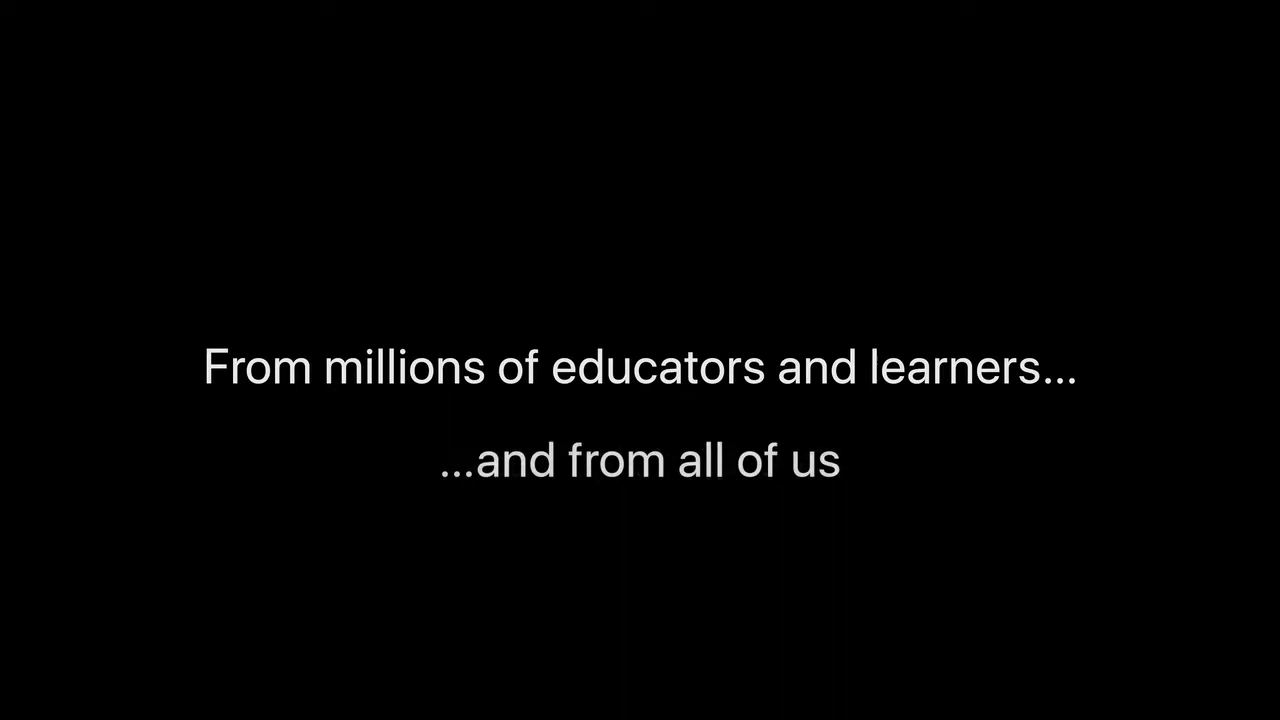 From millions of educators and learners...
...and from all of us